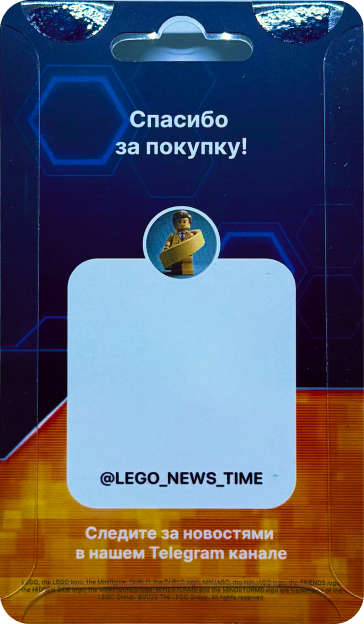 Спасибо
за покупку!
@LEGO_NEWS_TIME
Следите за новостями
в нашем Telegram канале
LEGO, the LEGO logo, the Minifigure, DUPLO, the DUPLO logo, NINJAGO, the NINJAGO logo, the FRIENDS logo,
the HIDDEN SIDE logo, the MINIFIGURES logo, MINDSTORMS and the MINDSTORMS logo are trademarks of the
LEGO Group. ©2022 The LEGO Group. All rights reserved.